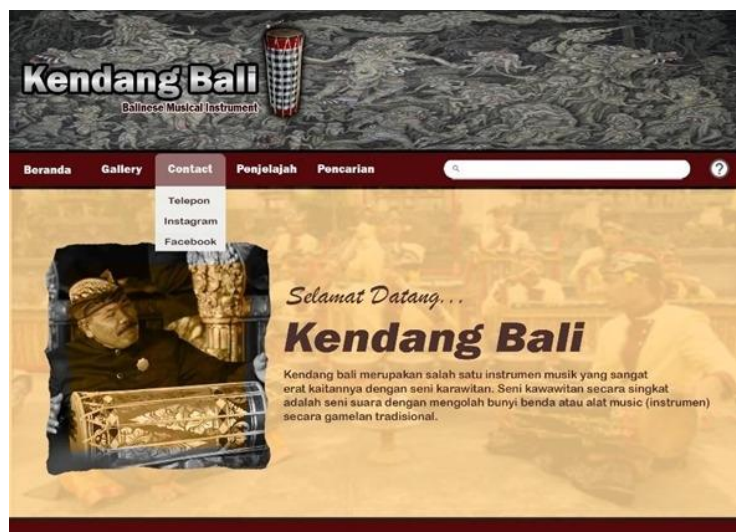 Kendang Bali
Balinese Musical Instrument
Beranda Gallery Contact Penjelajah Pencarian ?
Telepon
Instagram
Facebook
Selamat Datang...
Kendang Bali
Kendang bali merupakan salah satu instrumen musik yang sangat
erat kaitannya dengan seni karawitan. Seni kawawitan secara singkat
adalah seni suara dengan mengolah bunyi benda atau alat music (instrumen)
secara gamelan tradisional.